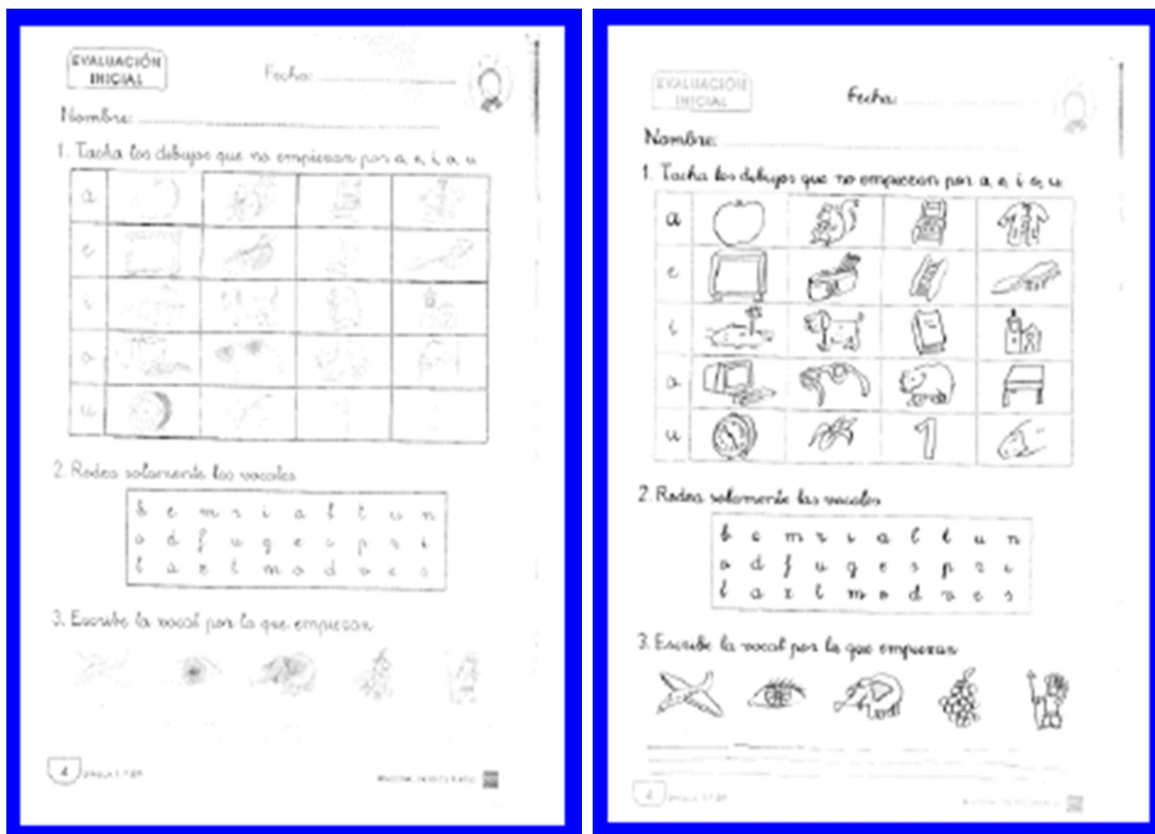 EVALUACIÓN
INICIAL
Fecha:
Nombre:
1. Tacha los dibujos que no empiezan por a, e, i, o, u.
a
e
i
o
u
2. Rodea solamente las vocales.
b e m r i a l t u n
o d f u g e s p r i
l a z t m o d v e s
3. Escribe la vocal por la que empiezan
4
EVALUACIÓN
INICIAL
Fecha:
Nombre:
1. Tacha los dibujos que no empiezan por a, e, i, o, u.
a
e
i
o
u
1
2. Rodea solamente las vocales
b e m r i a l t u n
o d f u g e s p r i
l a z t m o d v e s
3. Escribe la vocal por la que empiezan
4